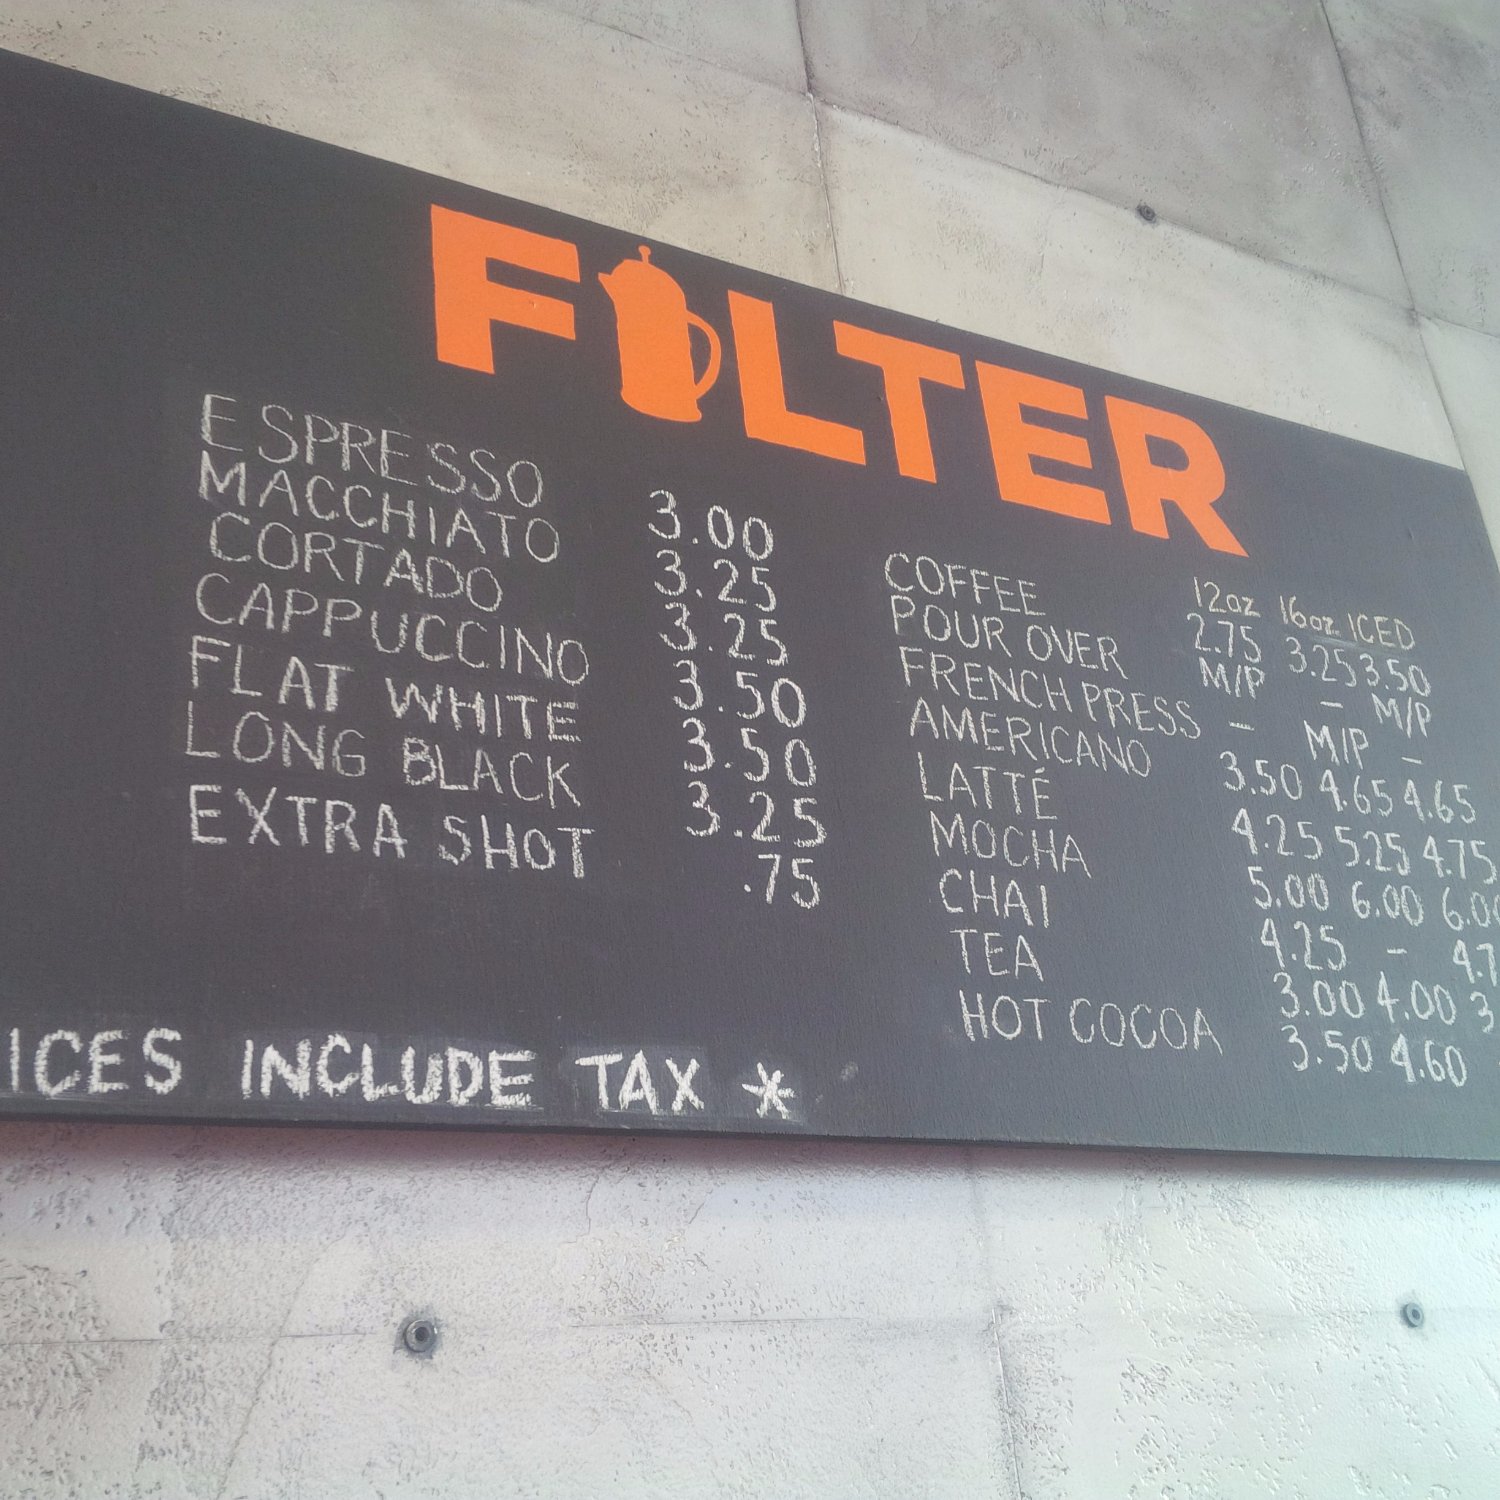 FILTER
ESPRESSO 3.00
MACCHIATO 3.25
CORTADO 3.25
CAPPUCCINO 3.50
FLAT WHITE 3.50
LONG BLACK 3.25
EXTRA SHOT .75
12oz 16oz ICED
COFFEE 2.75 3.25 3.50
POUR OVER M/P - M/P
FRENCH PRESS - M/P -
AMERICANO 3.50 4.65 4.65
LATTÉ 4.25 5.25 4.75
MOCHA 5.00 6.00 6.00
CHAI 4.25 -
TEA 3.00 4.00
HOT COCOA 3.50 4.60
ICES INCLUDE TAX *